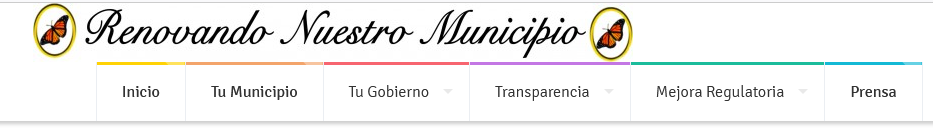 Renovando Nuestro Municipio
Inicio Tu Municipio Tu Gobierno Transparencia Mejora Regulatoria Prensa